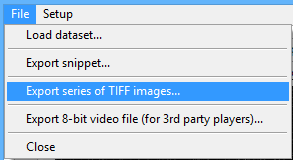 File Setup
Load dataset...
Export snippet...
Export series of TIFF images...
Export 8-bit video file (for 3rd party players)...
Close